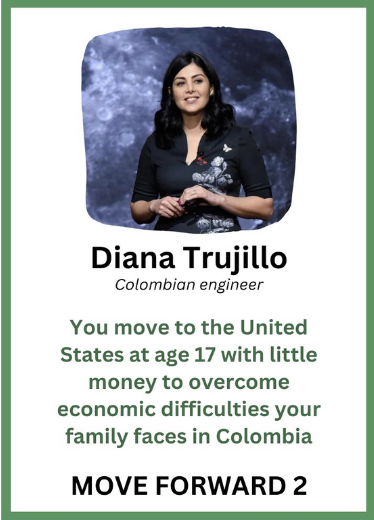 Diana Trujillo
Colombian engineer
You move to the United
States at age 17 with little
money to overcome
economic difficulties your
family faces in Colombia
MOVE FORWARD 2